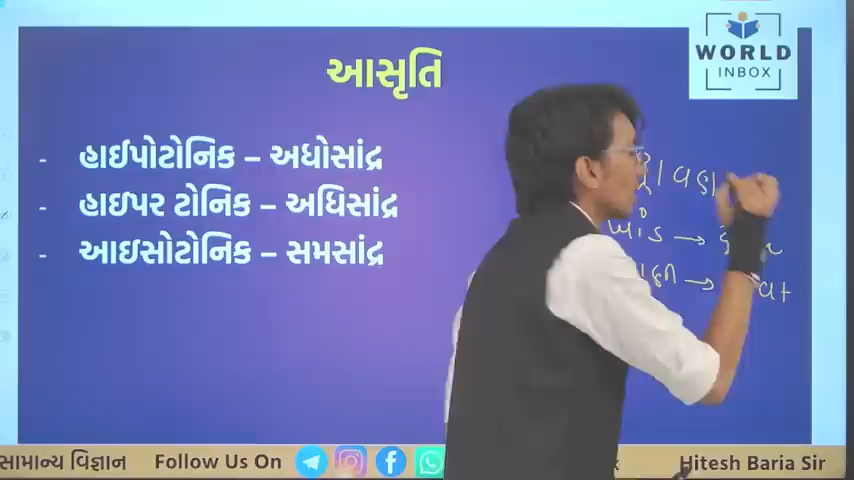 WORLD
INBOX
આસૃતિ
- હાઈપોટોનિક – અધોસાંદ્ર
- હાઇપર ટોનિક – અધિસાંદ્ર
- આઇસોટોનિક – સમસાંદ્ર
→
→
સામાન્ય વિજ્ઞાન Follow Us On Hitesh Baria Sir